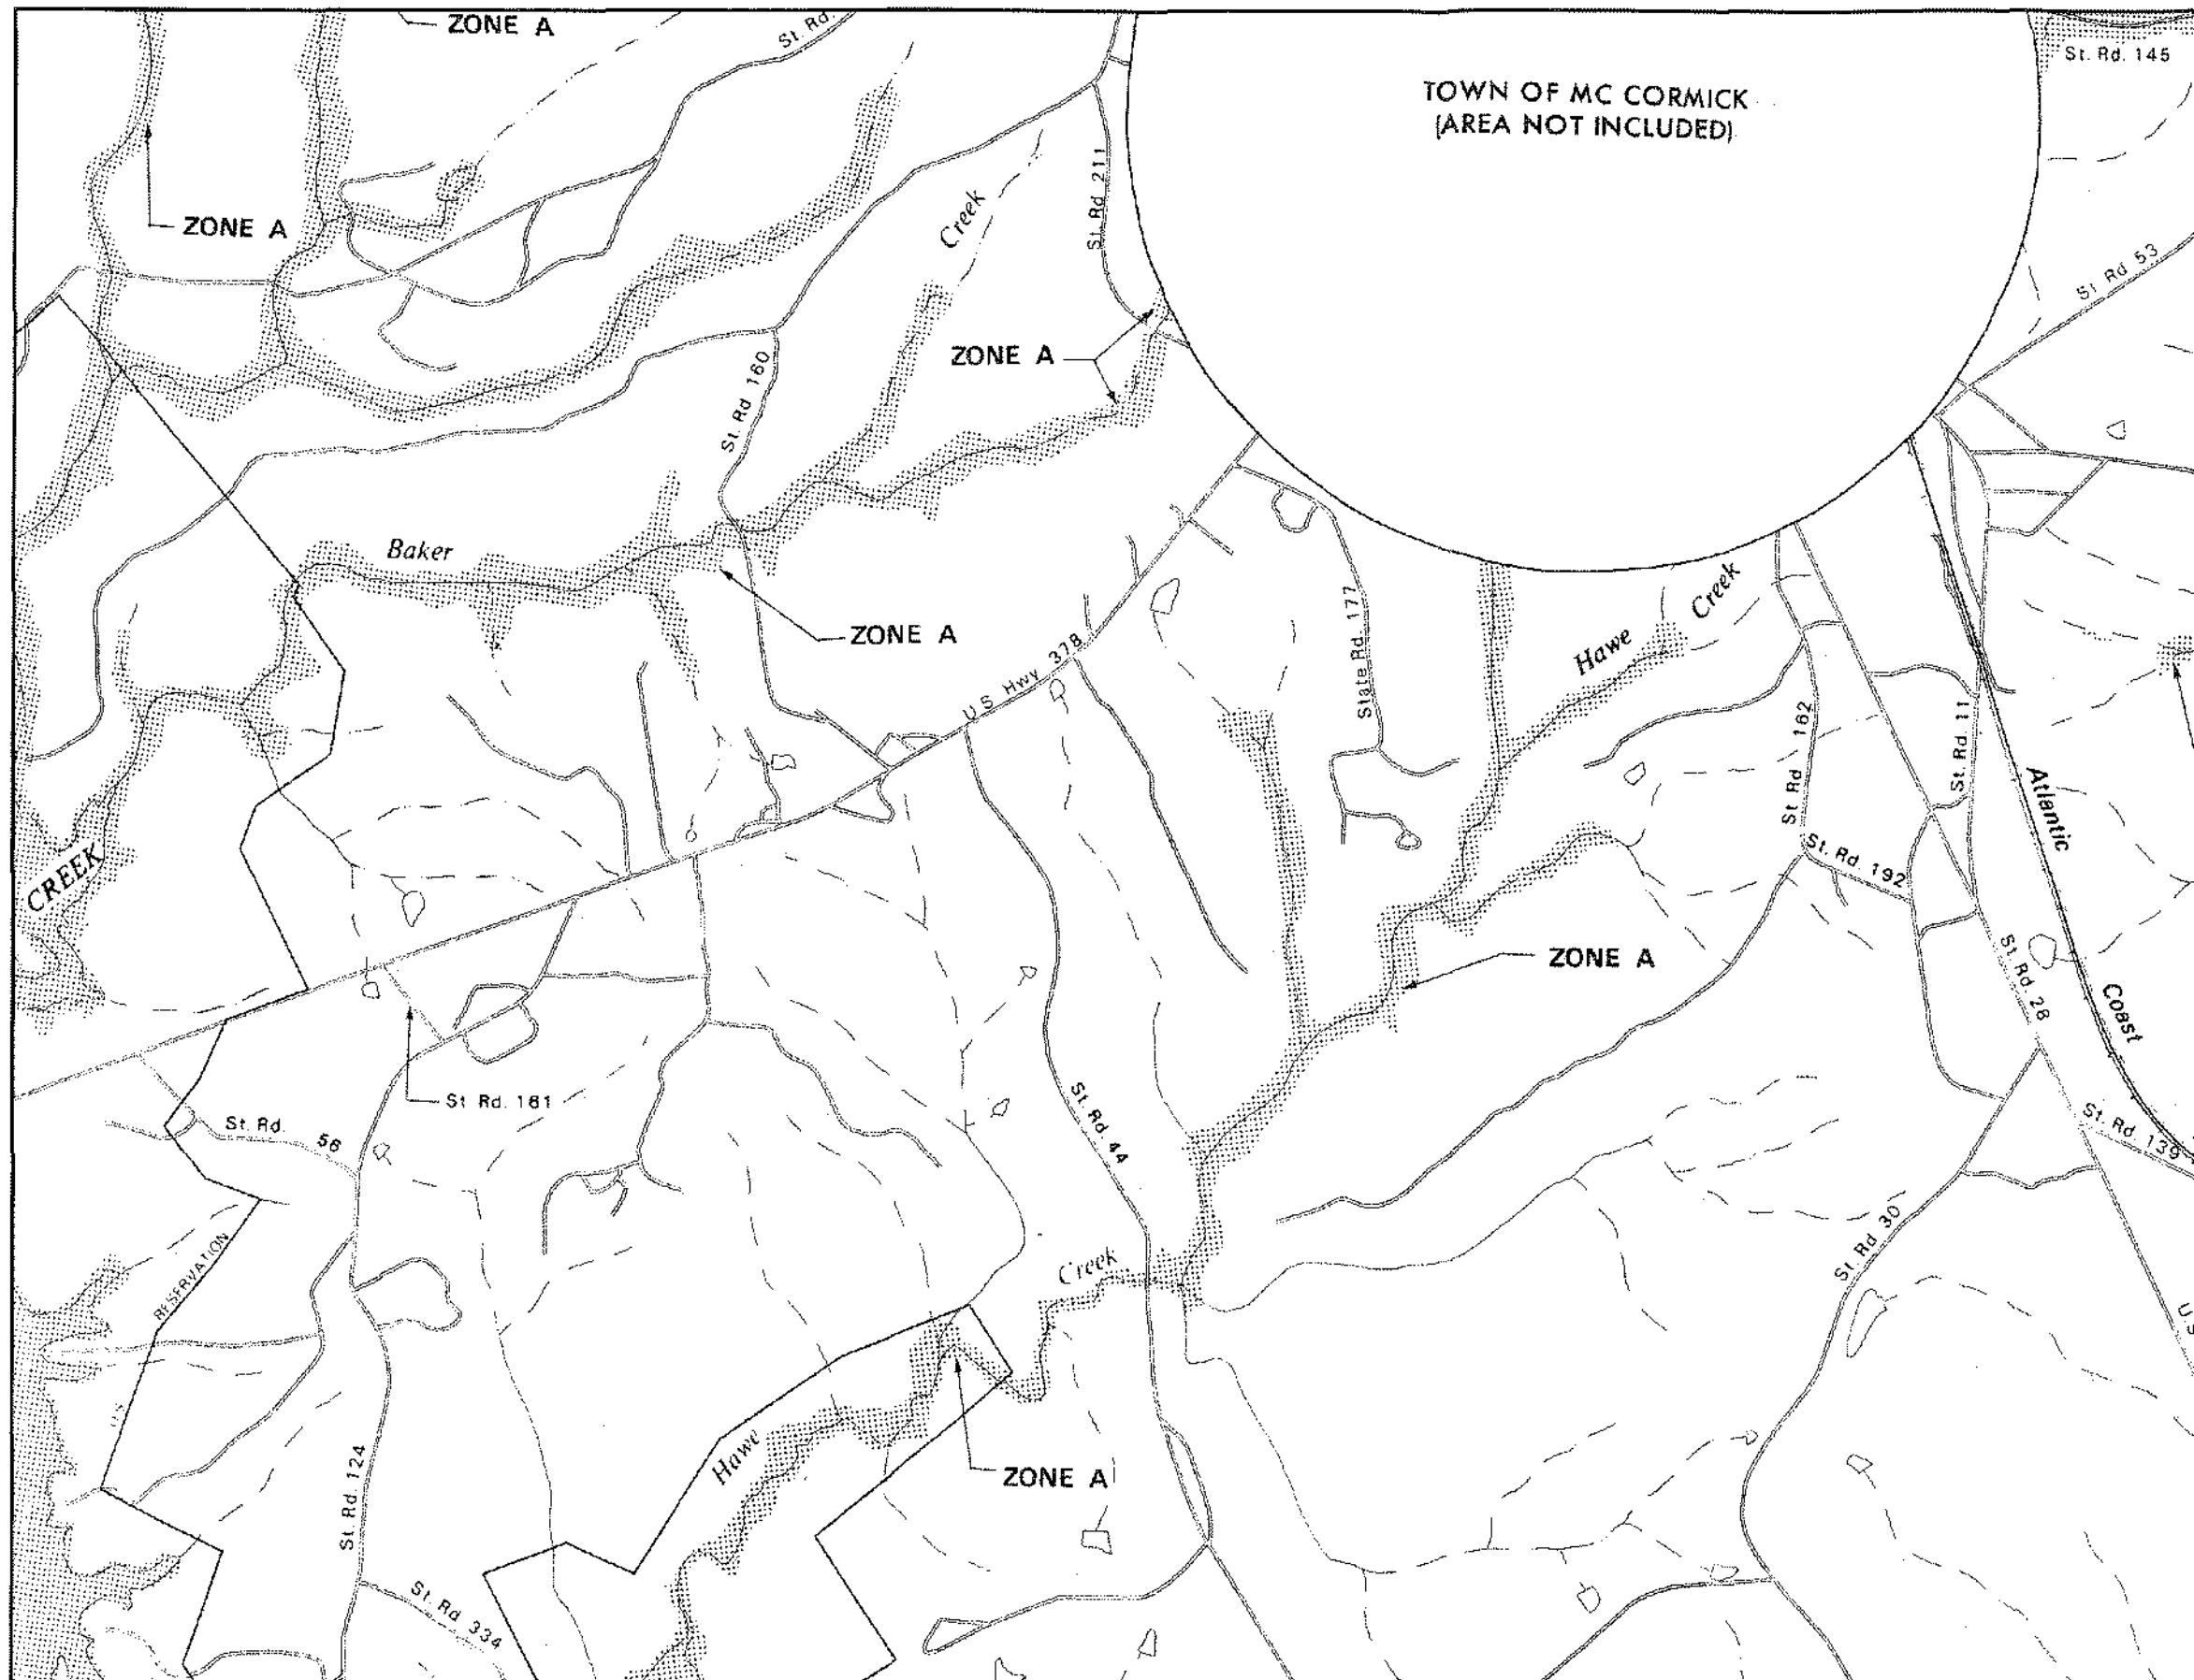 ZONE A
St. Rd.
St. Rd. 145
TOWN OF MC CORMICK
(AREA NOT INCLUDED)
St Rd 211
Creek
ZONE A
St Rd 53
ZONE A
St. Rd 160
Baker
ZONE A
US Hwy 378
State Rd. 177
Hawe Creek
St Rd 162
St. Rd. 11
Atlantic
CREEK
St. Rd. 192
ZONE A
St. Rd. 28
Coast
St Rd. 161
St. Rd. 56
St. Rd. 44
St. Rd. 139
St. Rd 30
RESERVATION
Creek
U.S
U.S
Hawe
ZONE A
St. Rd. 124
St. Rd 334